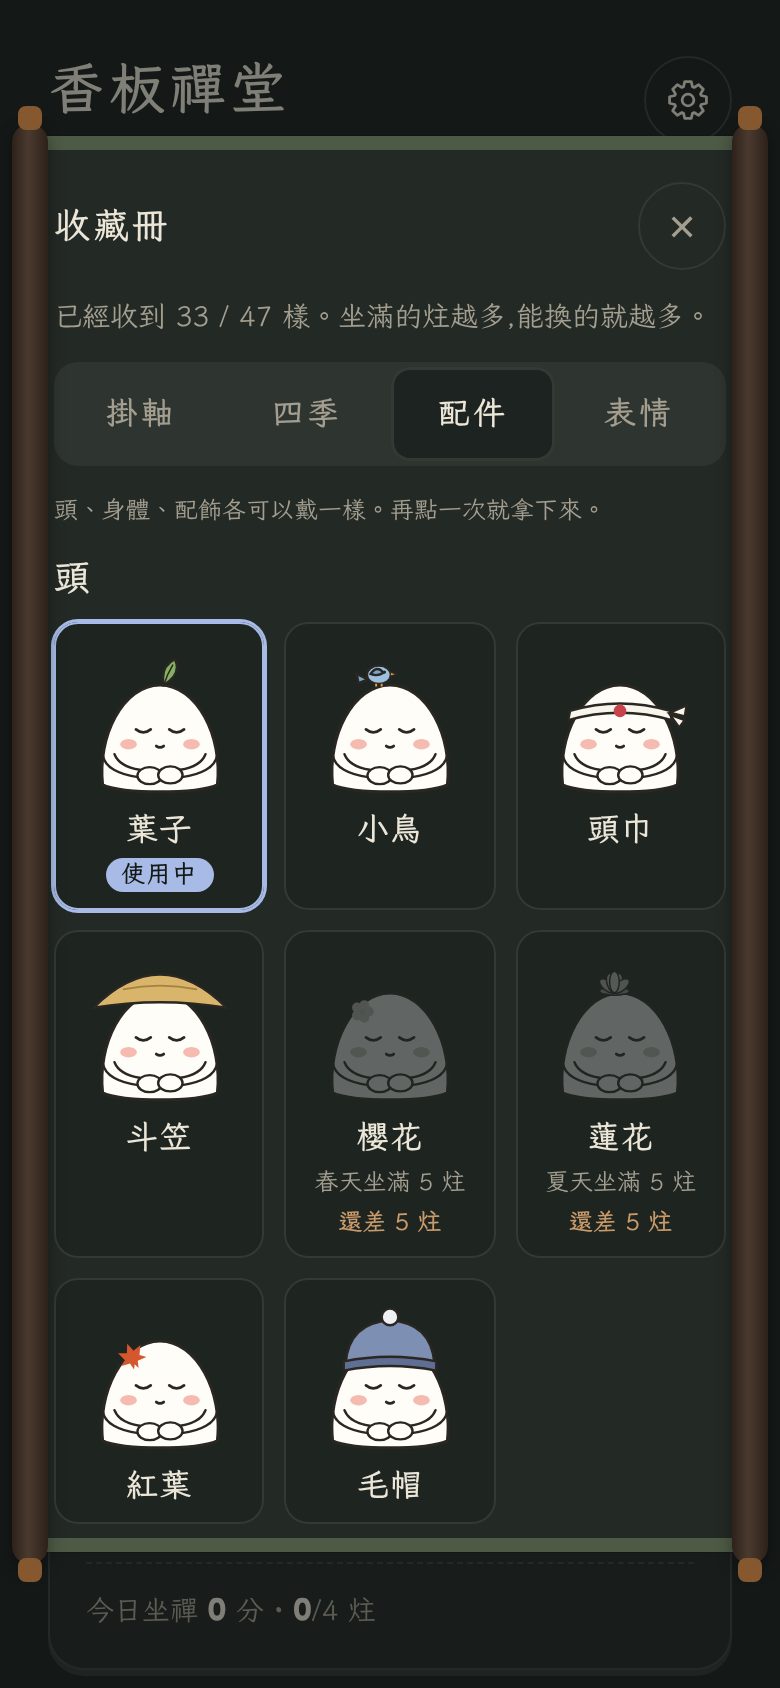 香板禪堂
收藏冊
已經收到 33 / 47 樣。坐滿的炷越多,能換的就越多。
掛軸 四季 配件 表情
頭、身體、配飾各可以戴一樣。再點一次就拿下來。
頭
葉子 小鳥 頭巾
使用中
斗笠 櫻花 蓮花
春天坐滿 5 炷 夏天坐滿 5 炷
還差 5 炷 還差 5 炷
紅葉 毛帽
今日坐禪 0 分・0/4 炷